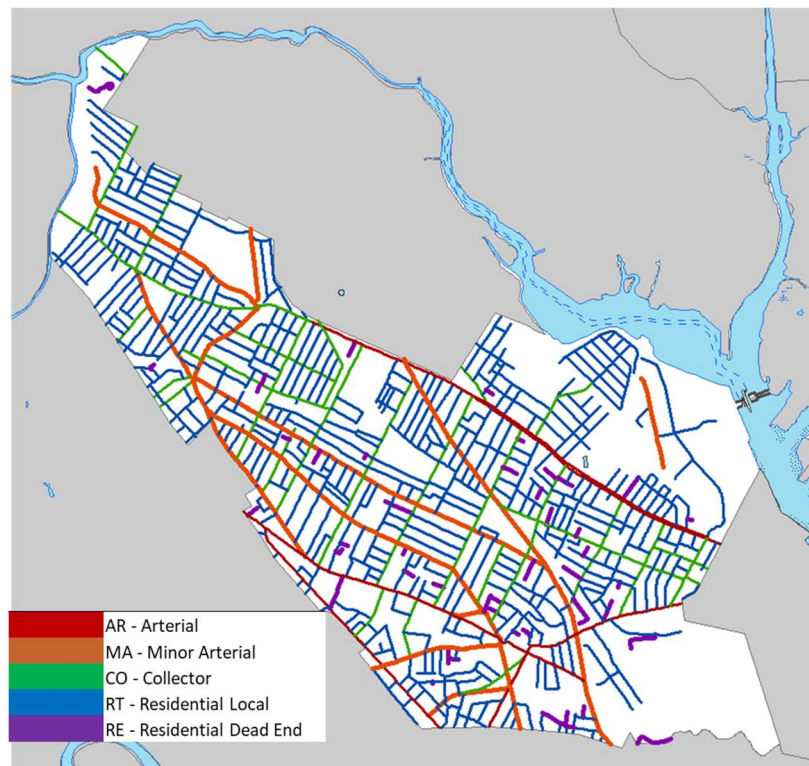 AR - Arterial
MA - Minor Arterial
CO - Collector
RT - Residential Local
RE - Residential Dead End